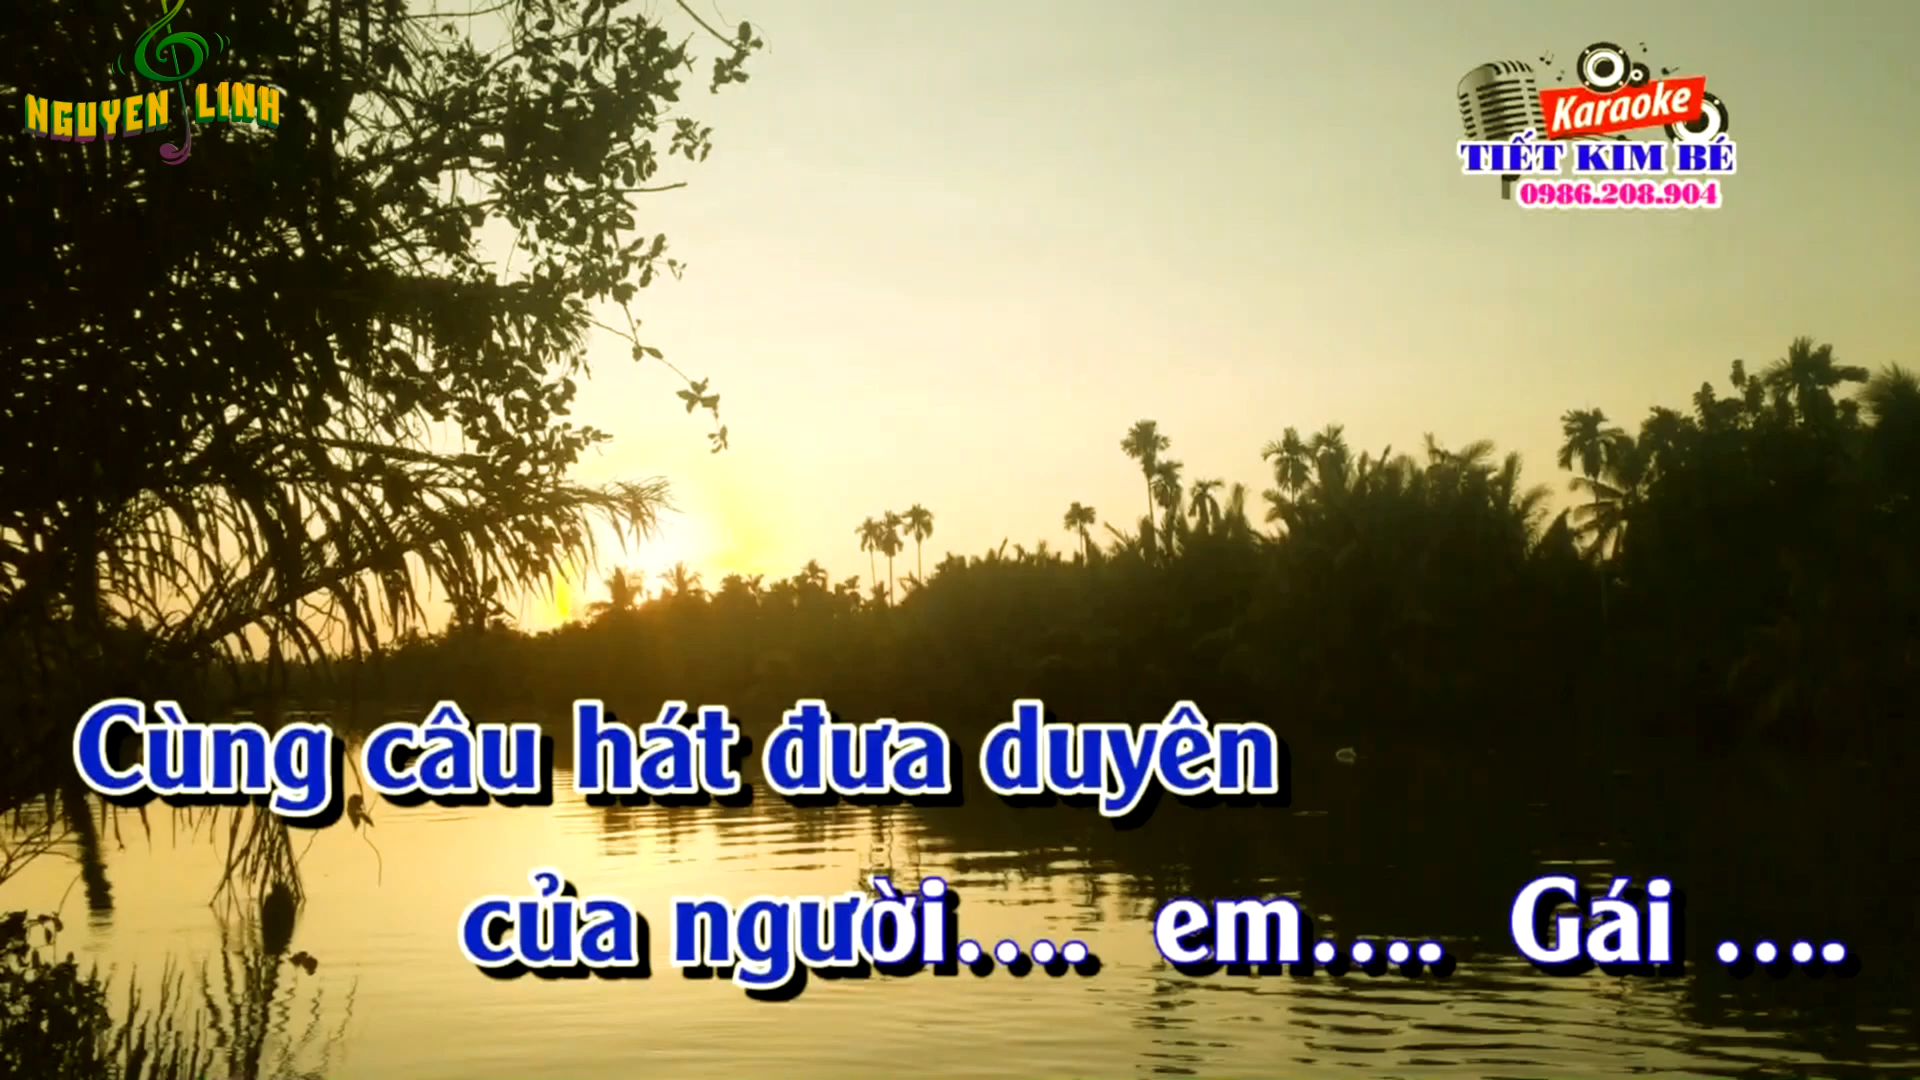 NGUYEN LINH
Karaoke
TIẾT KIM BÉ
0986.208.904
Cùng câu hát đưa duyên
của người.... em.... Gái ....